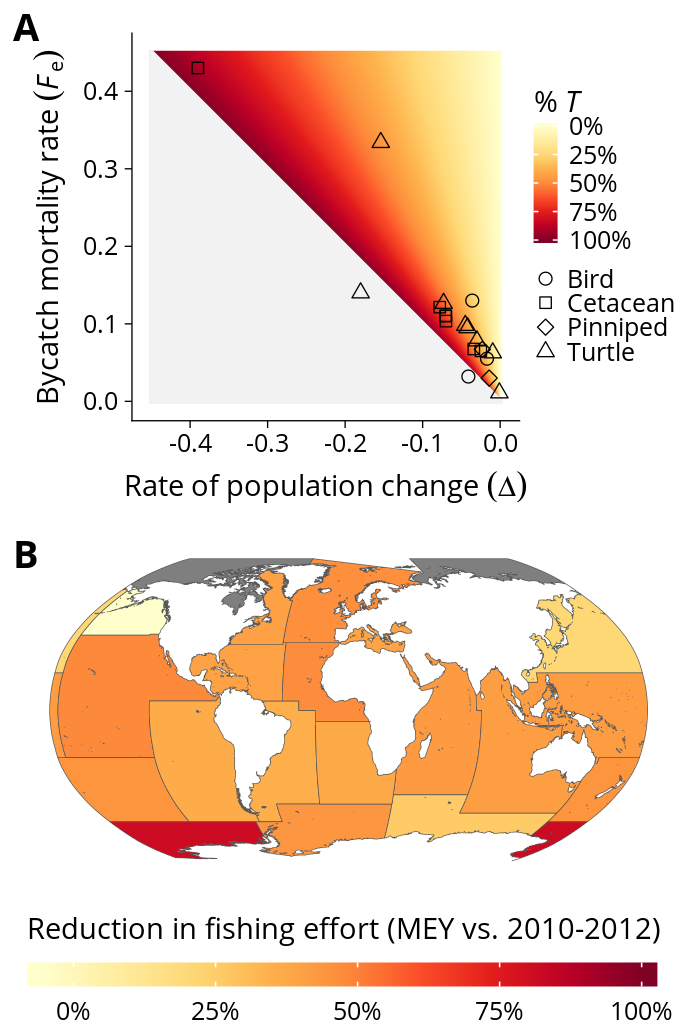 A
Bycatch mortality rate (Fe)
0.4
0.3
0.2
0.1
0.0
-0.4 -0.3 -0.2 -0.1 0.0
Rate of population change (Δ)
% T
0%
25%
50%
75%
100%
Bird
Cetacean
Pinniped
Turtle
B
Reduction in fishing effort (MEY vs. 2010-2012)
0% 25% 50% 75% 100%